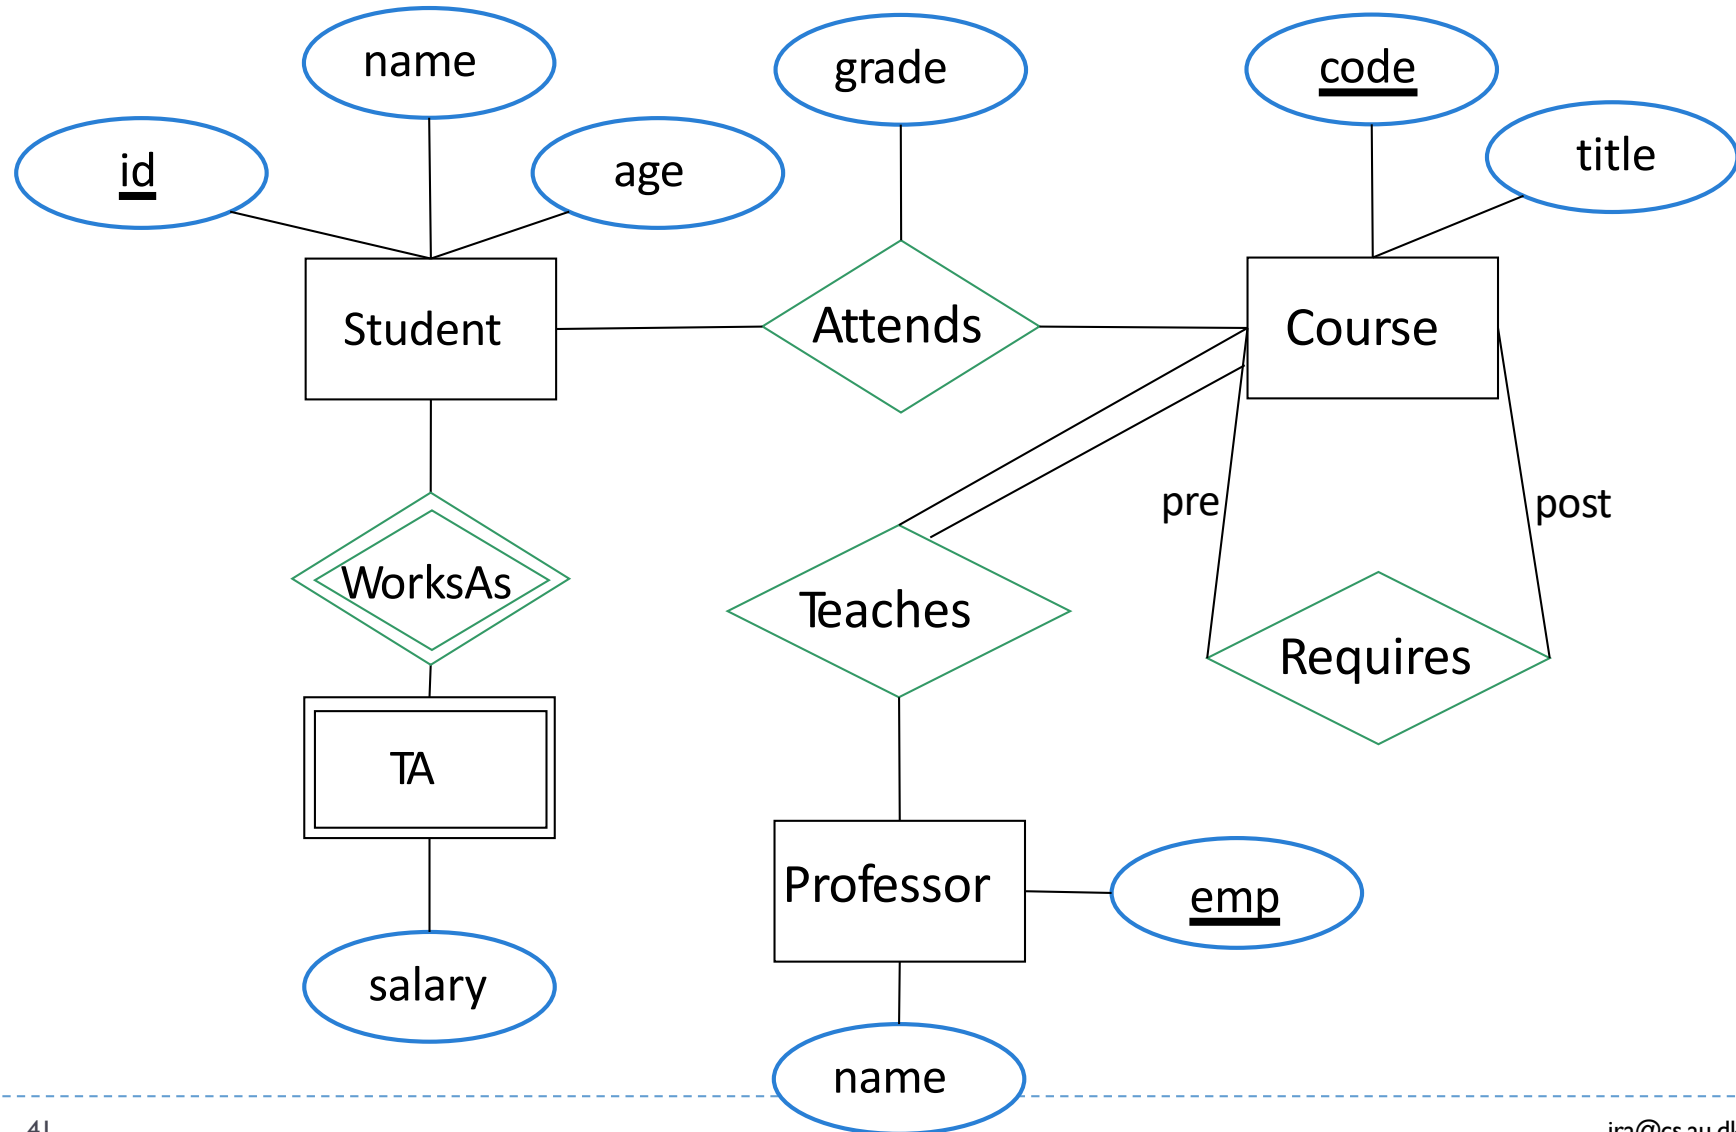 name
grade
code
id
age
title
Student
Attends
Course
pre
post
WorksAs
Teaches
Requires
TA
Professor
emp
salary
name
41